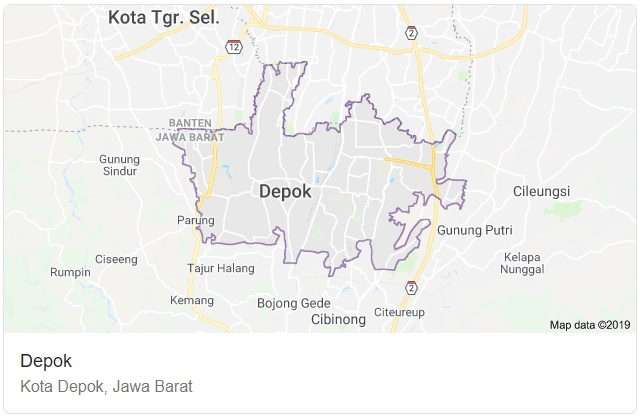 Kota Tgr. Sel.
2
12
BANTEN
JAWA BARAT
Gunung
Sindur
Depok
Cileungsi
Parung
Gunung Putri
Ciseeng
Tajur Halang
Kelapa
Nunggal
Rumpin
2
Kemang
Bojong Gede
Citeureup
Cibinong
Map data ©2019
Depok
Kota Depok, Jawa Barat